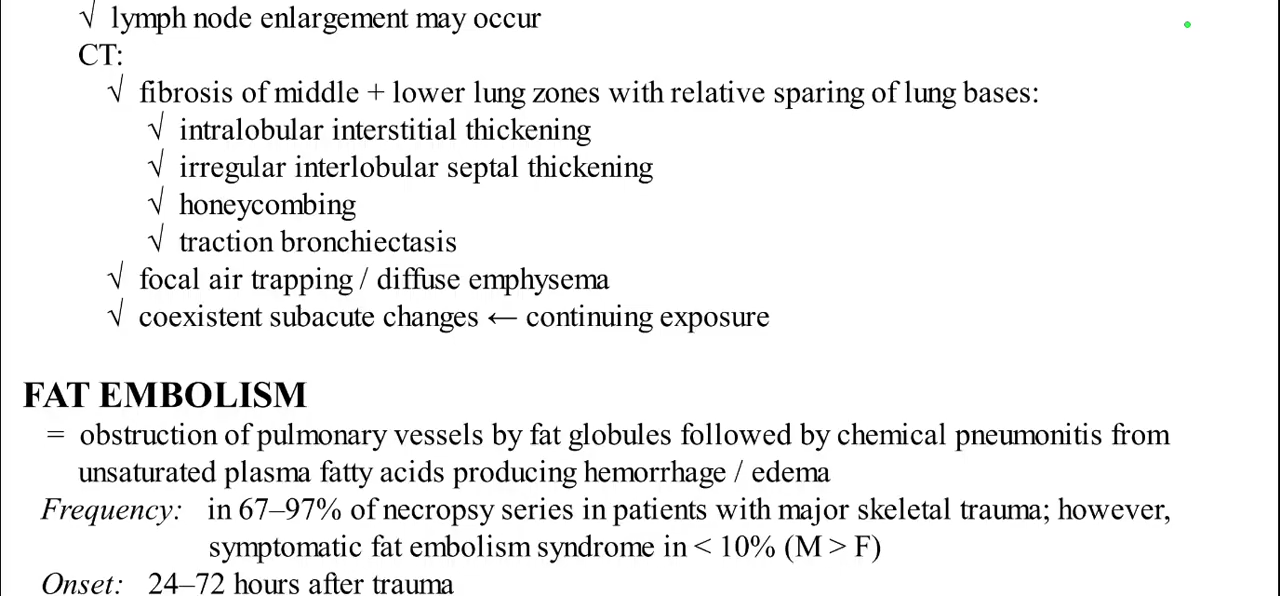 √ lymph node enlargement may occur
CT:
√ fibrosis of middle + lower lung zones with relative sparing of lung bases:
√ intralobular interstitial thickening
√ irregular interlobular septal thickening
√ honeycombing
√ traction bronchiectasis
√ focal air trapping / diffuse emphysema
√ coexistent subacute changes ← continuing exposure
FAT EMBOLISM
= obstruction of pulmonary vessels by fat globules followed by chemical pneumonitis from
unsaturated plasma fatty acids producing hemorrhage / edema
Frequency: in 67–97% of necropsy series in patients with major skeletal trauma; however,
symptomatic fat embolism syndrome in < 10% (M > F)
Onset: 24–72 hours after trauma